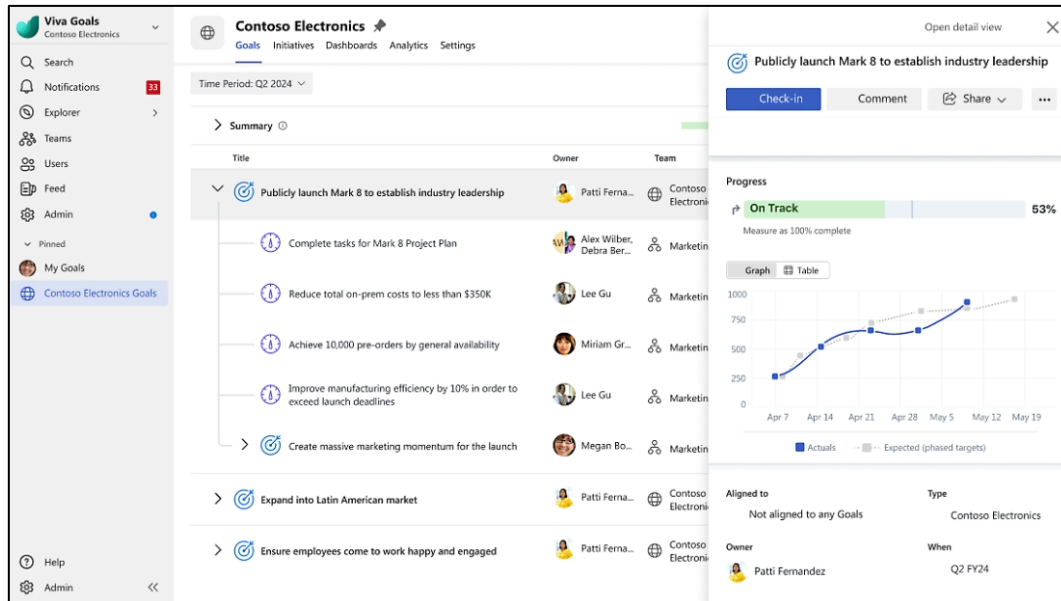 Viva Goals
Contoso Electronics
Search
Notifications 33
Explorer
Teams
Users
Feed
Admin
Pinned
My Goals
Contoso Electronics Goals
Help
Admin
Contoso Electronics
Goals Initiatives Dashboards Analytics Settings
Time Period: Q2 2024
Summary
Title Owner Team
Publicly launch Mark 8 to establish industry leadership Patti Ferna... Contoso
Electroni
Complete tasks for Mark 8 Project Plan Alex Wilber,
Debra Ber... Marketin
Reduce total on-prem costs to less than $350K Lee Gu Marketin
Achieve 10,000 pre-orders by general availability Miriam Gr... Marketin
Improve manufacturing efficiency by 10% in order to
exceed launch deadlines Lee Gu Marketin
Create massive marketing momentum for the launch Megan Bo... Marketin
Expand into Latin American market Patti Ferna... Contoso
Electroni
Ensure employees come to work happy and engaged Patti Ferna... Contoso
Electroni
Open detail view
Publicly launch Mark 8 to establish industry leadership
Check-in Comment Share
Progress
On Track 53%
Measure as 100% complete
Graph Table
1000
750
500
250
0
Apr 7 Apr 14 Apr 21 Apr 28 May 5 May 12 May 19
Actuals Expected (phased targets)
Aligned to Type
Not aligned to any Goals Contoso Electronics
Owner When
Patti Fernandez Q2 FY24